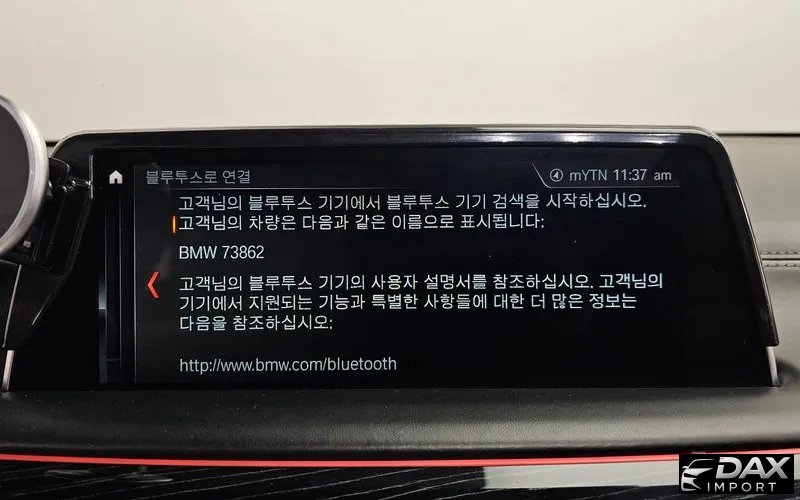 블루투스로 연결
mYTN 11:37 am
고객님의 블루투스 기기에서 블루투스 기기 검색을 시작하십시오.
고객님의 차량은 다음과 같은 이름으로 표시됩니다:
BMW 73862
고객님의 블루투스 기기의 사용자 설명서를 참조하십시오. 고객님의
기기에서 지원되는 기능과 특별한 사항들에 대한 더 많은 정보는
다음을 참조하십시오:
http://www.bmw.com/bluetooth
DAX
IMPORT